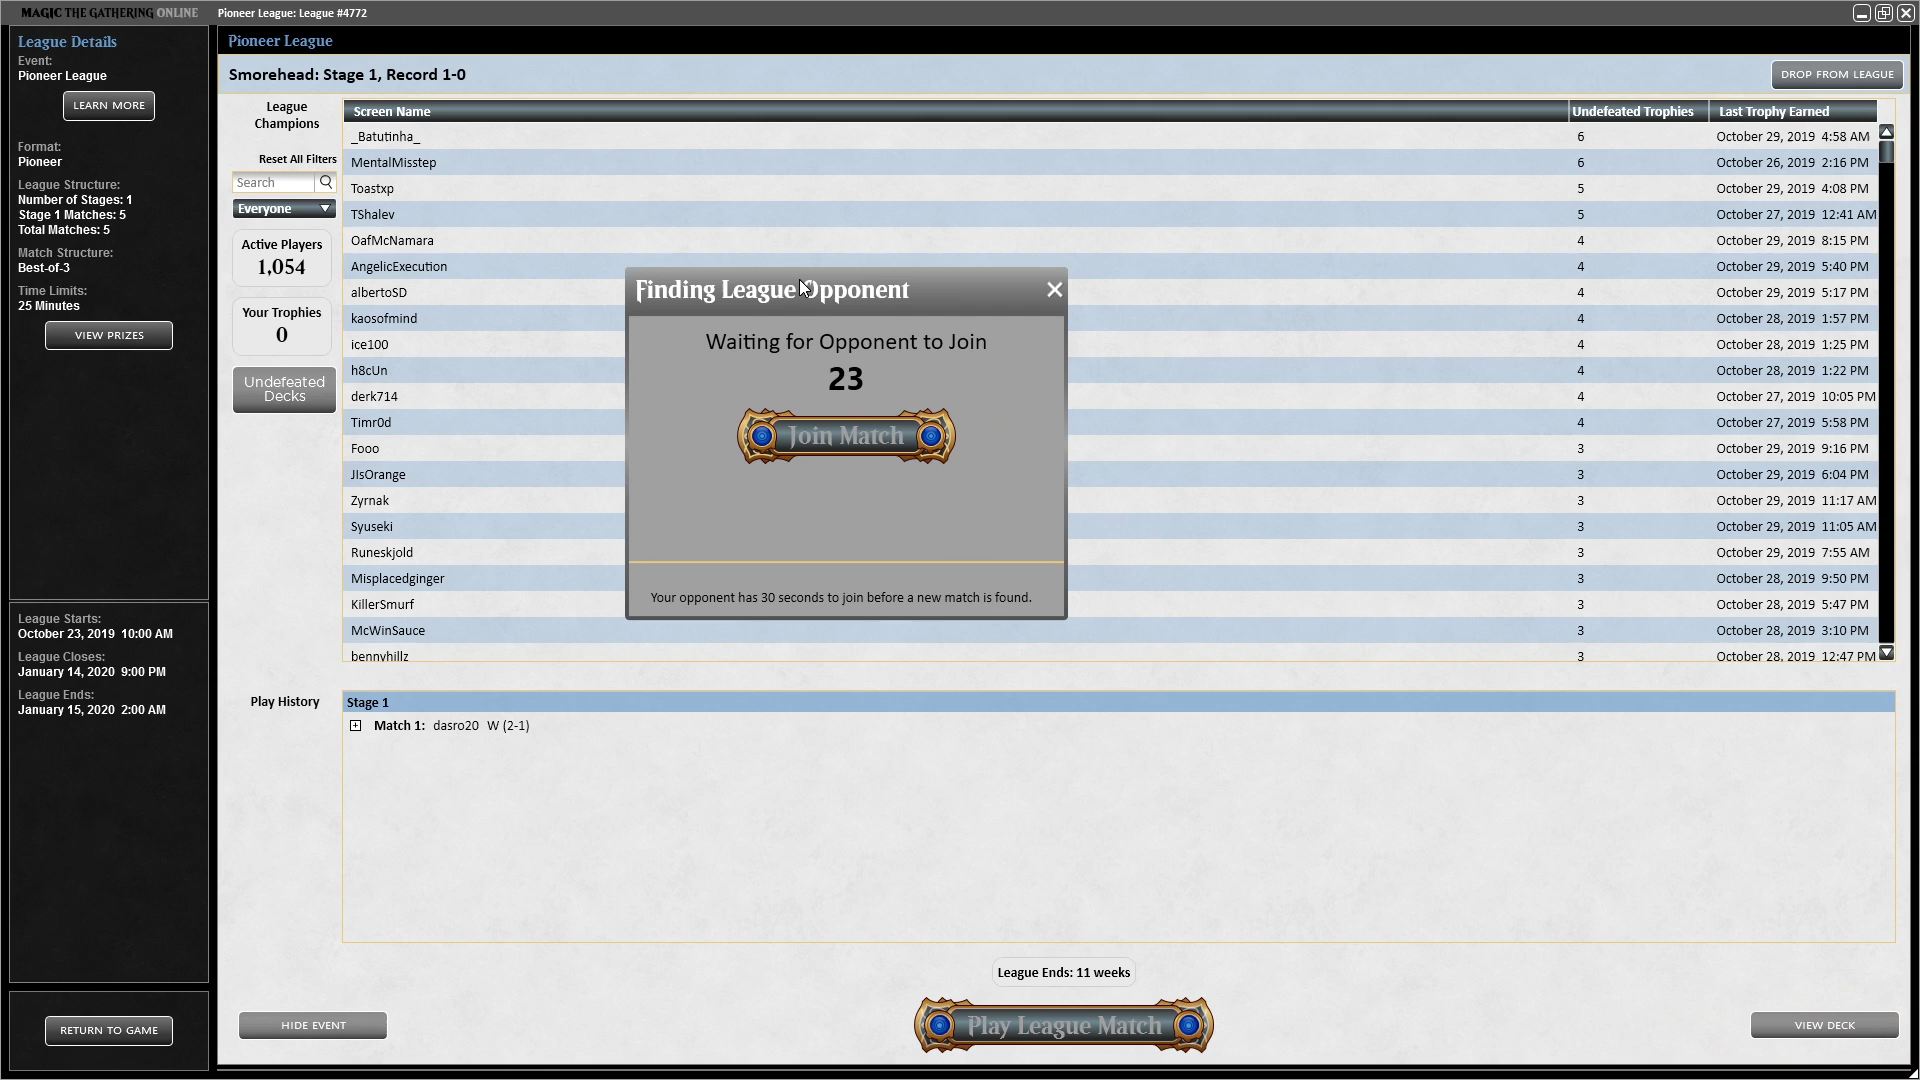 MAGIC THE GATHERING ONLINE
Pioneer League: League #4772
League Details
Event:
Pioneer League
LEARN MORE
Format:
Pioneer
League Structure:
Number of Stages: 1
Stage 1 Matches: 5
Total Matches: 5
Match Structure:
Best-of-3
Time Limits:
25 Minutes
VIEW PRIZES
League Starts:
October 23, 2019 10:00 AM
League Closes:
January 14, 2020 9:00 PM
League Ends:
January 15, 2020 2:00 AM
RETURN TO GAME
Pioneer League
Smorehead: Stage 1, Record 1-0
DROP FROM LEAGUE
League
Champions
Reset All Filters
Search
Everyone
Active Players
1,054
Your Trophies
0
Undefeated
Decks
Screen Name Undefeated Trophies Last Trophy Earned
_Batutinha_ 6 October 29, 2019 4:58 AM
MentalMisstep 6 October 26, 2019 2:16 PM
Toastxp 5 October 29, 2019 4:08 PM
TShalev 5 October 27, 2019 12:41 AM
OafMcNamara 4 October 29, 2019 8:15 PM
AngelicExecution 4 October 29, 2019 5:40 PM
albertoSD 4 October 29, 2019 5:17 PM
kaosofmind 4 October 28, 2019 1:57 PM
ice100 4 October 28, 2019 1:25 PM
h8cUn 4 October 28, 2019 1:22 PM
derk714 4 October 27, 2019 10:05 PM
Timr0d 4 October 27, 2019 5:58 PM
Fooo 3 October 29, 2019 9:16 PM
JIsOrange 3 October 29, 2019 6:04 PM
Zyrnak 3 October 29, 2019 11:17 AM
Syuseki 3 October 29, 2019 11:05 AM
Runeskjold 3 October 29, 2019 7:55 AM
Misplacedginger 3 October 28, 2019 9:50 PM
KillerSmurf 3 October 28, 2019 5:47 PM
McWinSauce 3 October 28, 2019 3:10 PM
bennyhillz 3 October 28, 2019 12:47 PM
Finding League Opponent
Waiting for Opponent to Join
23
Join Match
Your opponent has 30 seconds to join before a new match is found.
Play History
Stage 1
Match 1: dasro20 W (2-1)
League Ends: 11 weeks
HIDE EVENT
Play League Match
VIEW DECK